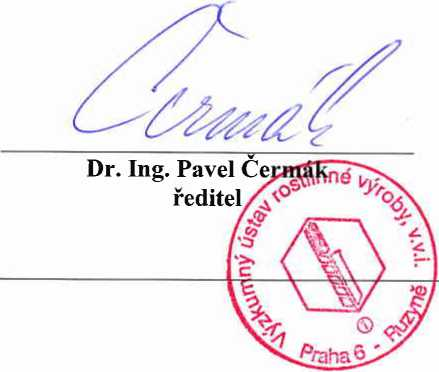 Čermák
Dr. Ing. Pavel Čermák
ředitel
Výzkumný ústav rostlinné výroby, v.v.i.
Praha 6 - Ruzyně